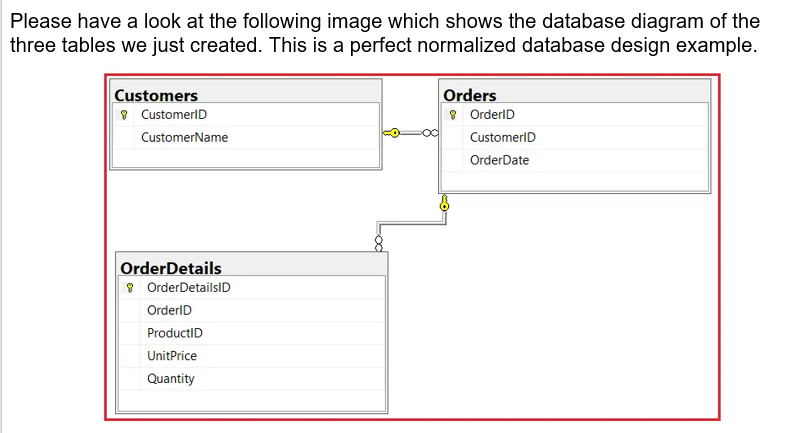 Please have a look at the following image which shows the database diagram of the
three tables we just created. This is a perfect normalized database design example.
Customers
CustomerID
CustomerName
Orders
OrderID
CustomerID
OrderDate
OrderDetails
OrderDetailsID
OrderID
ProductID
UnitPrice
Quantity